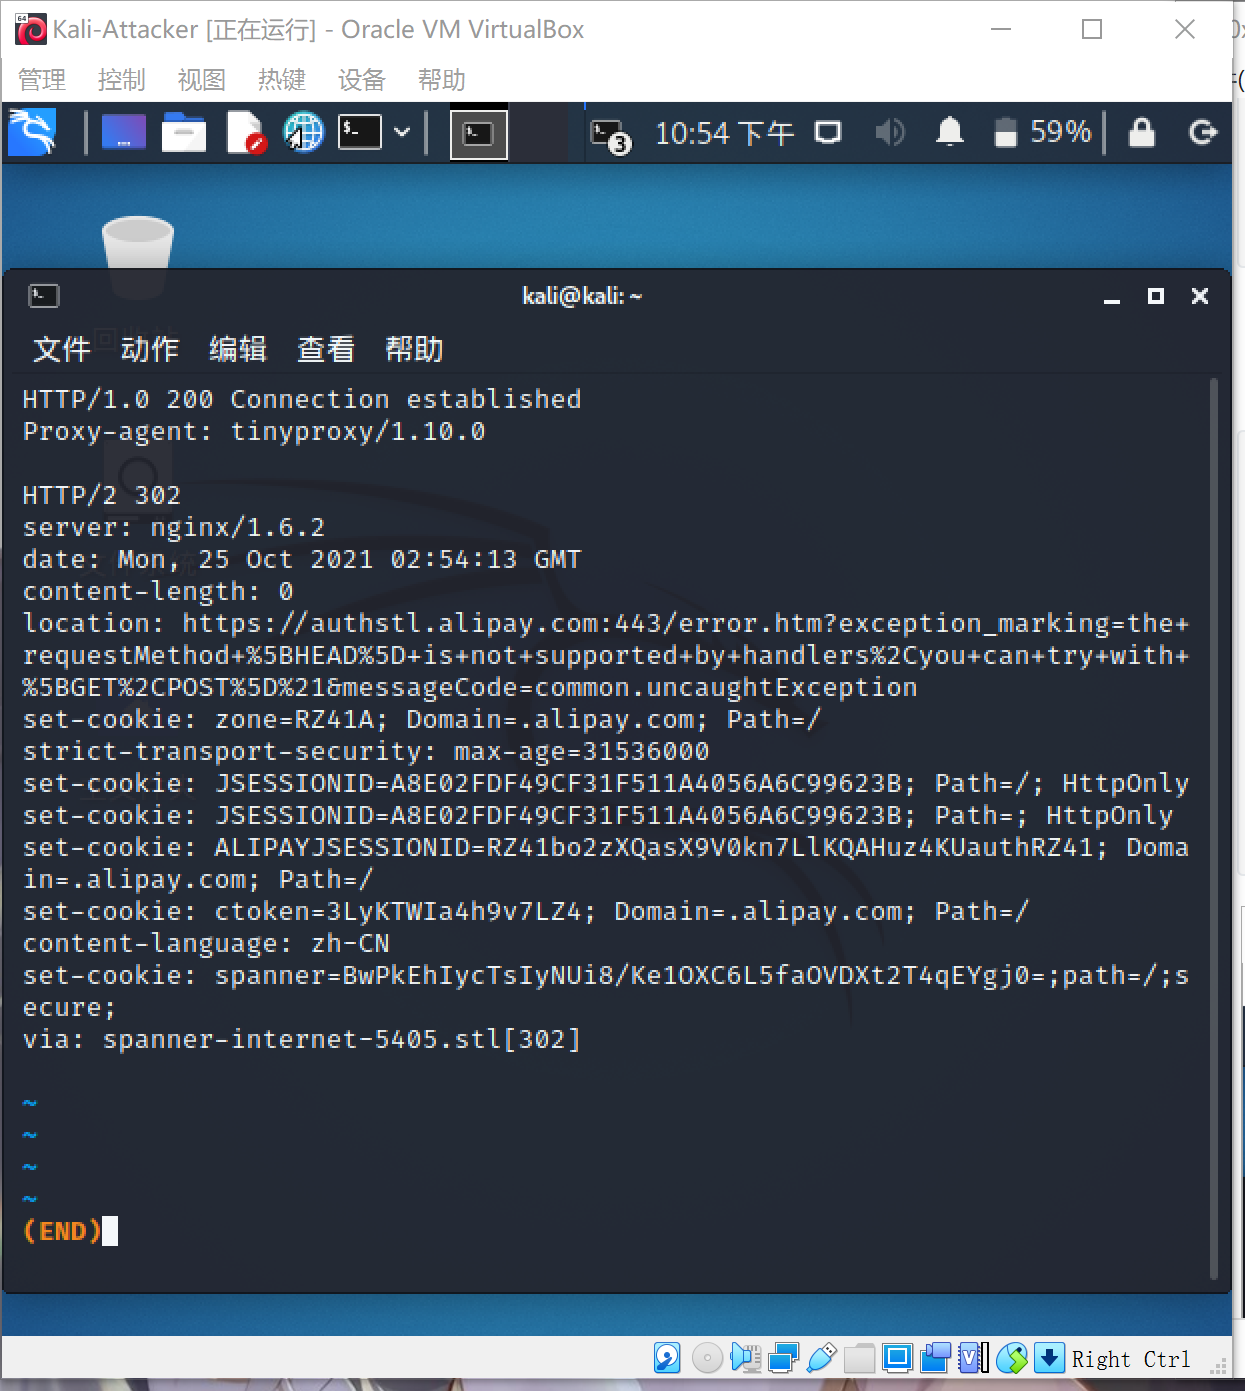 Kali-Attacker [正在运行] - Oracle VM VirtualBox
管理 控制 视图 热键 设备 帮助
3 10:54 下午 59%
kali@kali: ~
文件 动作 编辑 查看 帮助
HTTP/1.0 200 Connection established
Proxy-agent: tinyproxy/1.10.0
HTTP/2 302
server: nginx/1.6.2
date: Mon, 25 Oct 2021 02:54:13 GMT
content-length: 0
location: https://authstl.alipay.com:443/error.htm?exception_marking=the+
requestMethod+%5BHEAD%5D+is+not+supported+by+handlers%2Cyou+can+try+with+
%5BGET%2CPOST%5D%21&messageCode=common.uncaughtException
set-cookie: zone=RZ41A; Domain=.alipay.com; Path=/
strict-transport-security: max-age=31536000
set-cookie: JSESSIONID=A8E02FDF49CF31F511A4056A6C99623B; Path=/; HttpOnly
set-cookie: JSESSIONID=A8E02FDF49CF31F511A4056A6C99623B; Path=; HttpOnly
set-cookie: ALIPAYJSESSIONID=RZ41bo2zXQasX9V0kn7LlKQAHuz4KUauthRZ41; Doma
in=.alipay.com; Path=/
set-cookie: ctoken=3LyKTWIa4h9v7LZ4; Domain=.alipay.com; Path=/
content-language: zh-CN
set-cookie: spanner=BwPkEhIycTsIyNUi8/Ke1OXC6L5faOVDXt2T4qEYgj0=;path=/;s
ecure;
via: spanner-internet-5405.stl[302]
~
~
~
~
(END)
Right Ctrl